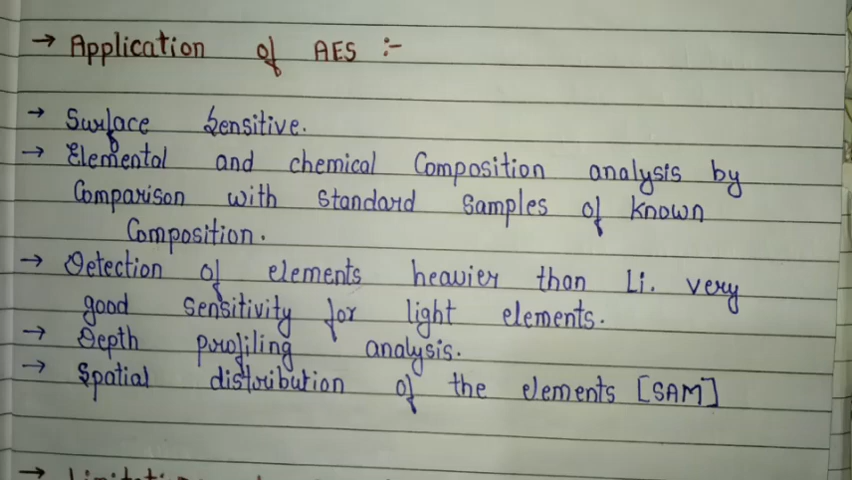 → Application of AES :-
→ Surface Sensitive.
→ Elemental and chemical Composition analysis by
Comparison with standard samples of known
Composition.
→ Detection of elements heavier than Li. very
good sensitivity for light elements.
→ Depth profiling analysis.
→ Spatial distribution of the elements [SAM]